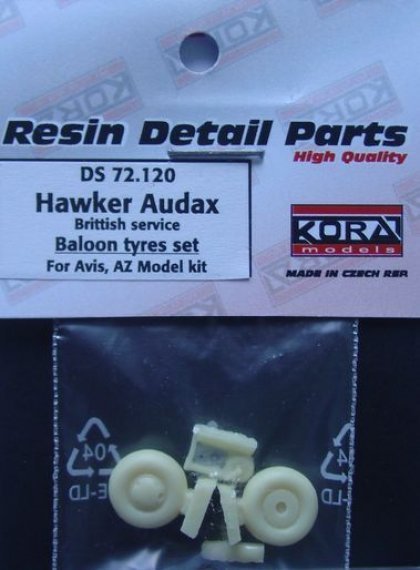 Resin Detail Parts
High Quality
DS 72.120
Hawker Audax
Brittish service
Baloon tyres set
For Avis, AZ Model kit
KORA
models
MADE IN CZECH REP.
04
04
PE-LD